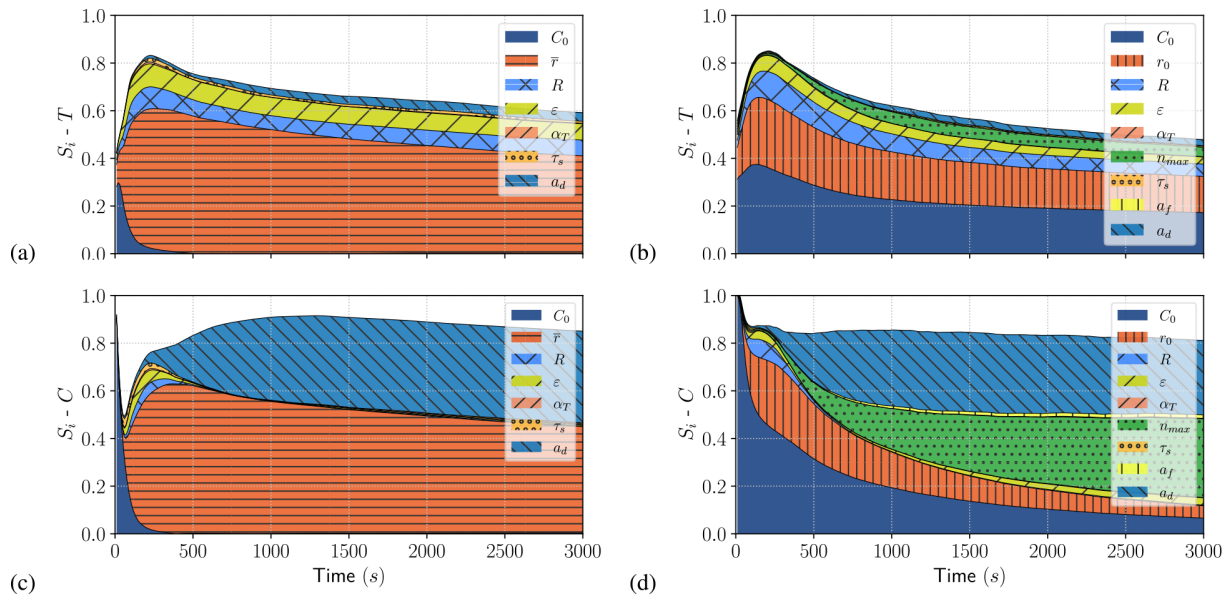 (a)
S_i - T
1.0
0.8
0.6
0.4
0.2
0.0
C_0
r̅
R
ε
α_T
τ_s
a_d
(b)
S_i - T
1.0
0.8
0.6
0.4
0.2
0.0
C_0
r_0
R
ε
α_T
n_max
τ_s
a_f
a_d
(c)
S_i - C
1.0
0.8
0.6
0.4
0.2
0.0
C_0
r̅
R
ε
α_T
τ_s
a_d
0 500 1000 1500 2000 2500 3000
Time (s)
(d)
S_i - C
1.0
0.8
0.6
0.4
0.2
0.0
C_0
r_0
R
ε
α_T
n_max
τ_s
a_f
a_d
0 500 1000 1500 2000 2500 3000
Time (s)